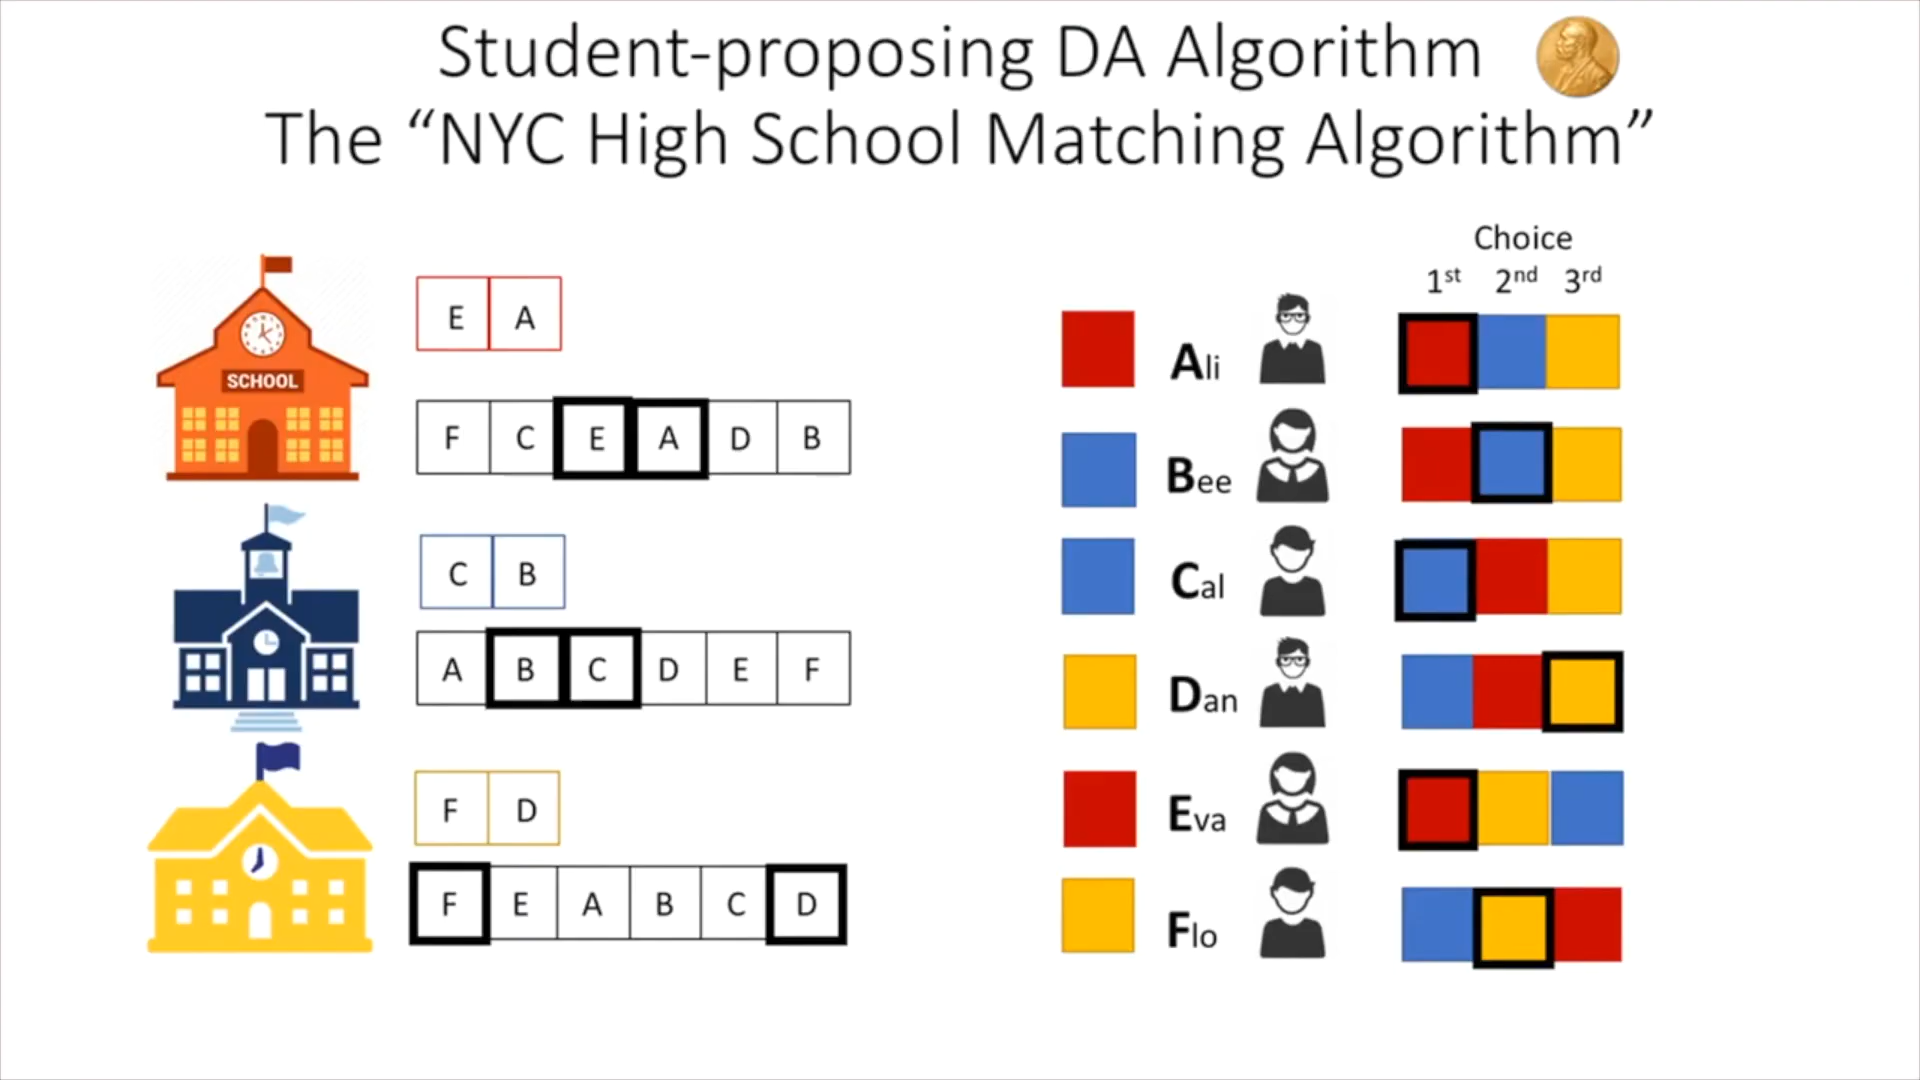 Student-proposing DA Algorithm
The “NYC High School Matching Algorithm”
Choice
1st 2nd 3rd
E A
SCHOOL
F C E A D B
C B
A B C D E F
F D
F E A B C D
Ali
Bee
Cal
Dan
Eva
Flo